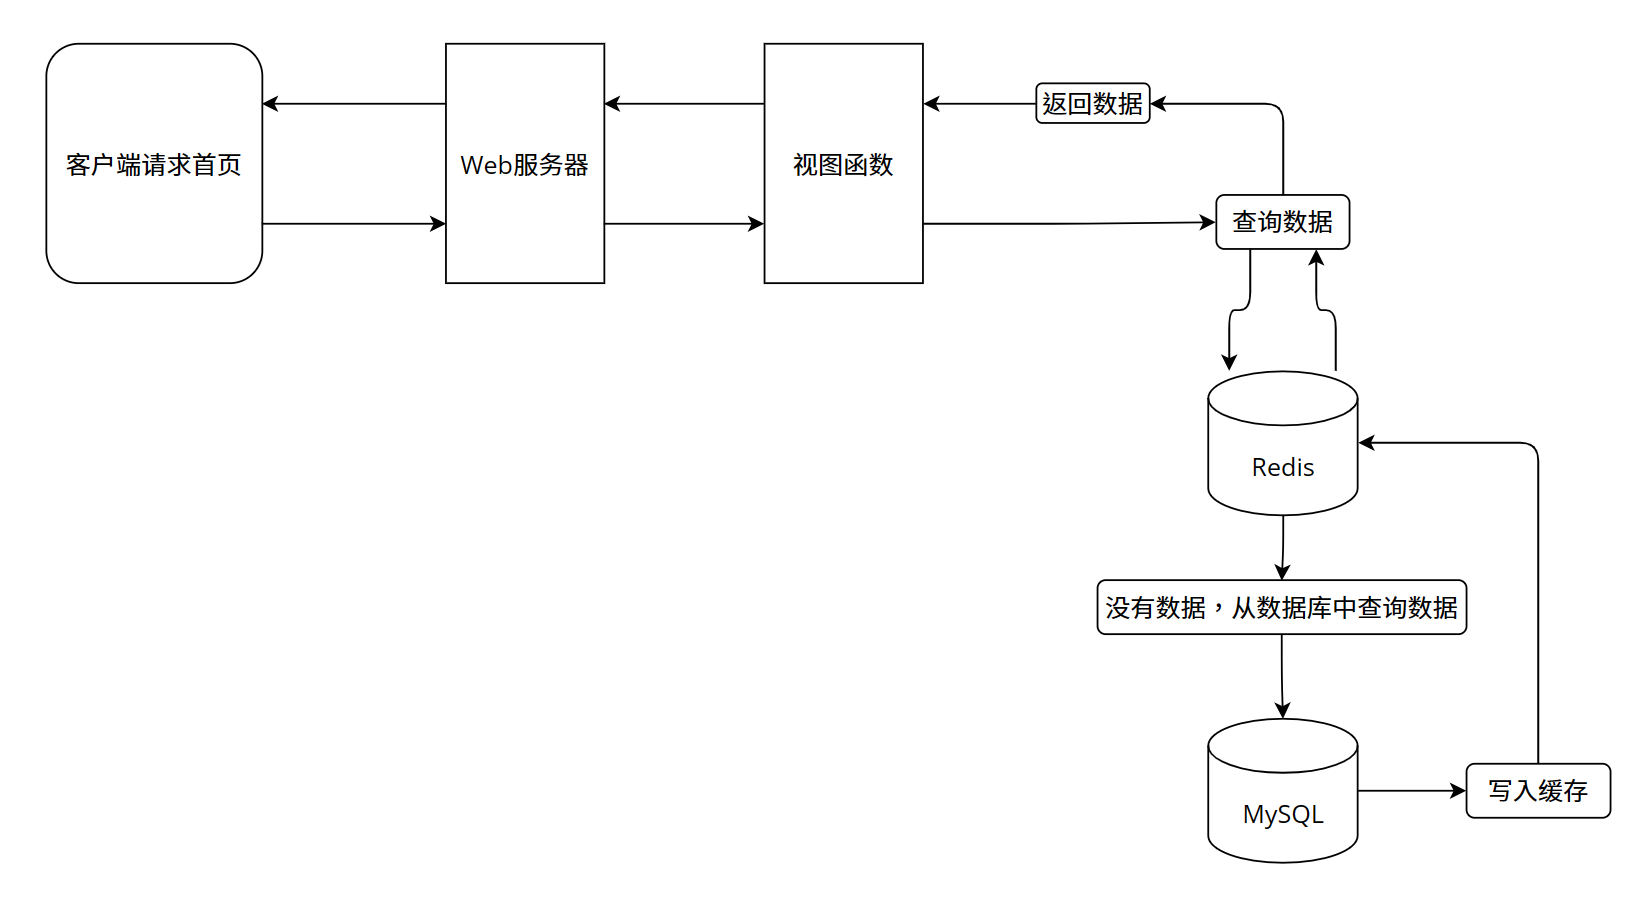 客户端请求首页
Web服务器
视图函数
返回数据
查询数据
Redis
没有数据，从数据库中查询数据
MySQL
写入缓存